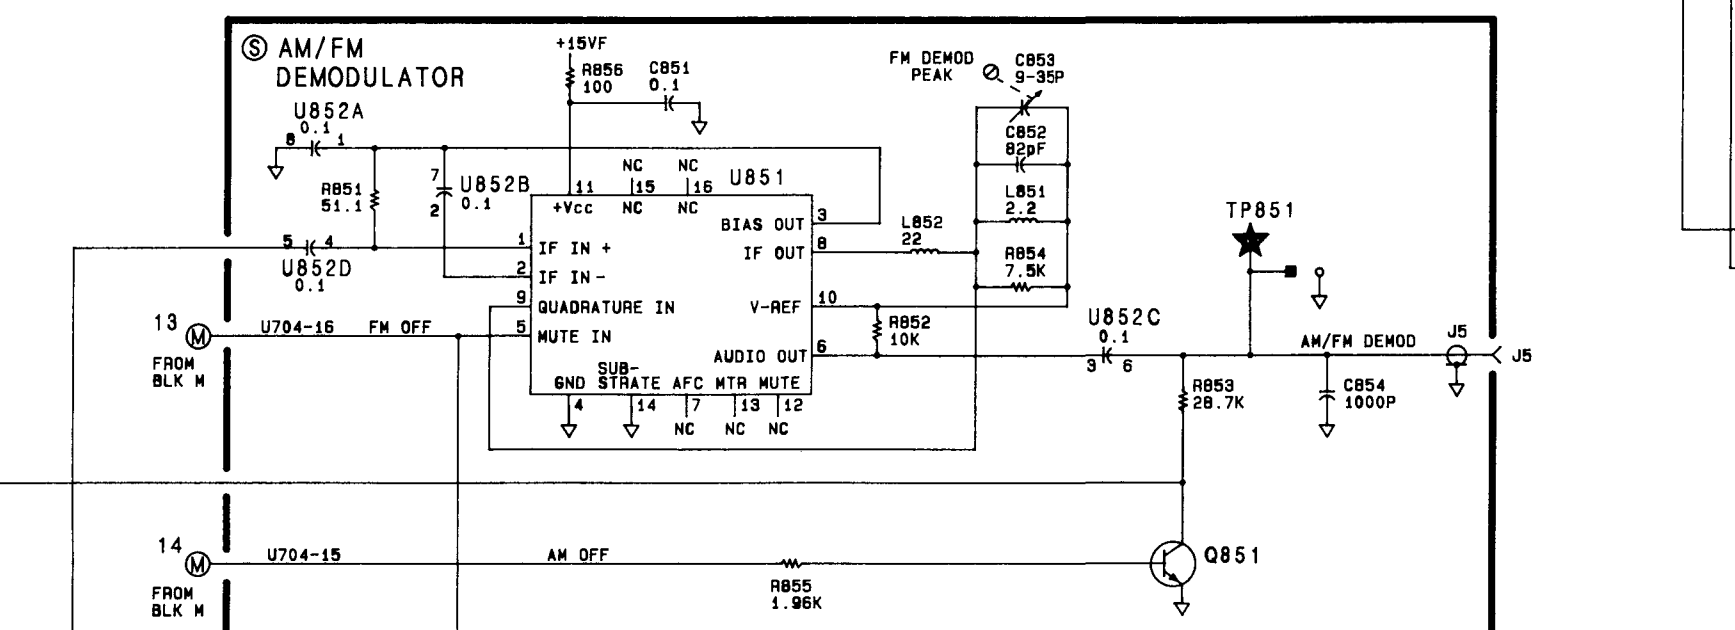 Ⓢ AM/FM
DEMODULATOR
+15VF
R856
100
C851
0.1
FM DEMOD
PEAK
C853
9-35P
U852A
0.1
8 1
C852
82pF
NC NC
U851
R851
51.1
7
2
U852B
0.1
11 15 16
+Vcc NC NC
L851
2.2
BIAS OUT 3
TP851
5 4
U852D
0.1
1 IF IN +
IF OUT 8
L852
22
R854
7.5K
2 IF IN-
9 QUADRATURE IN
V-REF 10
13 M
FROM
BLK M
U704-16 FM OFF
5 MUTE IN
R852
10K
U852C
0.1
3 6
AUDIO OUT 6
AM/FM DEMOD
J5
J5
SUB-
GND STRATE AFC MTR MUTE
4 14 7 13 12
NC NC NC
R853
28.7K
C854
1000P
14 M
FROM
BLK M
U704-15 AM OFF
R855
1.96K
Q851